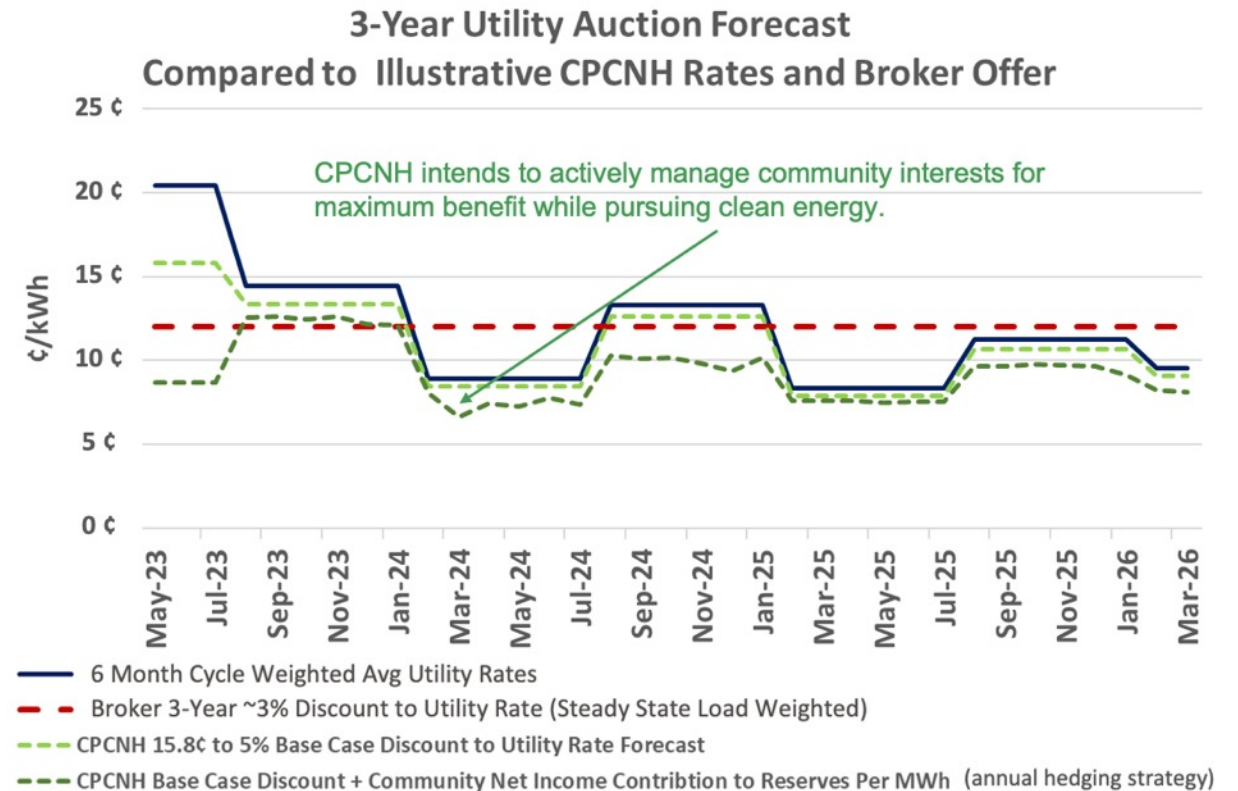 3-Year Utility Auction Forecast
Compared to Illustrative CPCNH Rates and Broker Offer
25 ¢
20 ¢
15 ¢
10 ¢
5 ¢
0 ¢
¢/kWh
CPCNH intends to actively manage community interests for
maximum benefit while pursuing clean energy.
May-23
Jul-23
Sep-23
Nov-23
Jan-24
Mar-24
May-24
Jul-24
Sep-24
Nov-24
Jan-25
Mar-25
May-25
Jul-25
Sep-25
Nov-25
Jan-26
Mar-26
6 Month Cycle Weighted Avg Utility Rates
Broker 3-Year ~3% Discount to Utility Rate (Steady State Load Weighted)
CPCNH 15.8¢ to 5% Base Case Discount to Utility Rate Forecast
CPCNH Base Case Discount + Community Net Income Contribtion to Reserves Per MWh (annual hedging strategy)